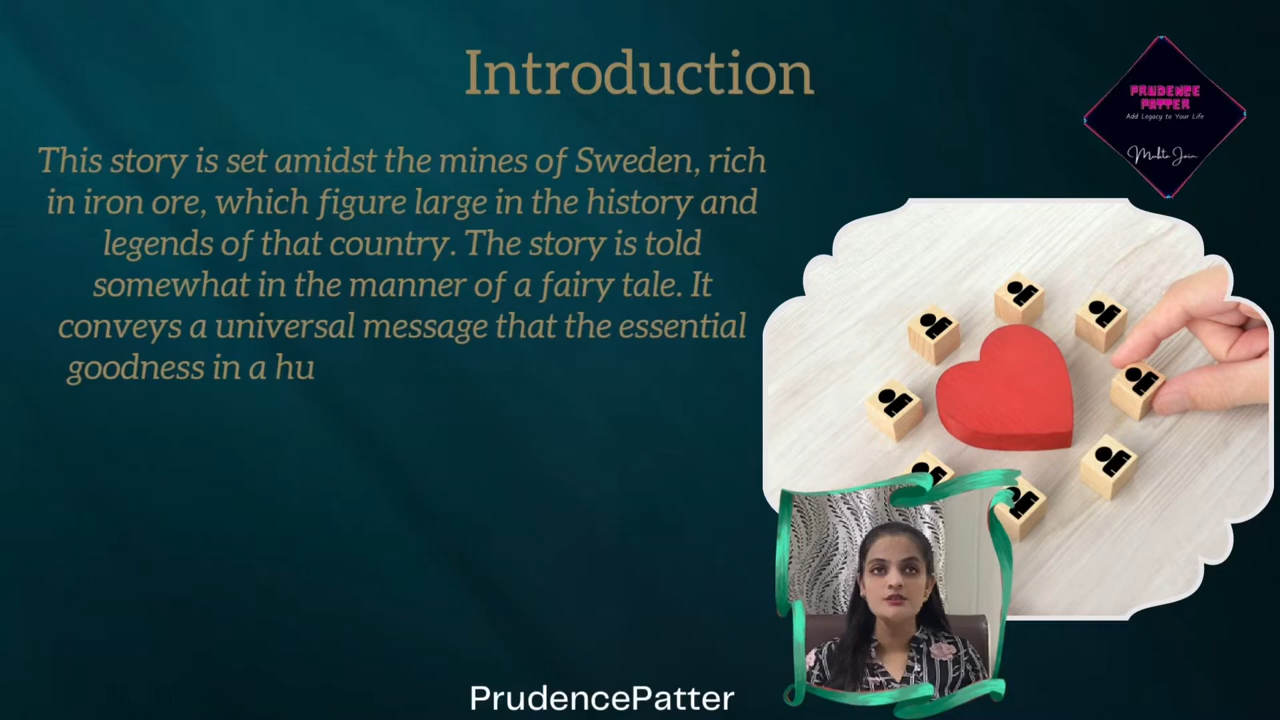 Introduction
PRUDENCE
PATTER
Add Legacy to Your Life
This story is set amidst the mines of Sweden, rich
in iron ore, which figure large in the history and
legends of that country. The story is told
somewhat in the manner of a fairy tale. It
conveys a universal message that the essential
goodness in a hu
PrudencePatter